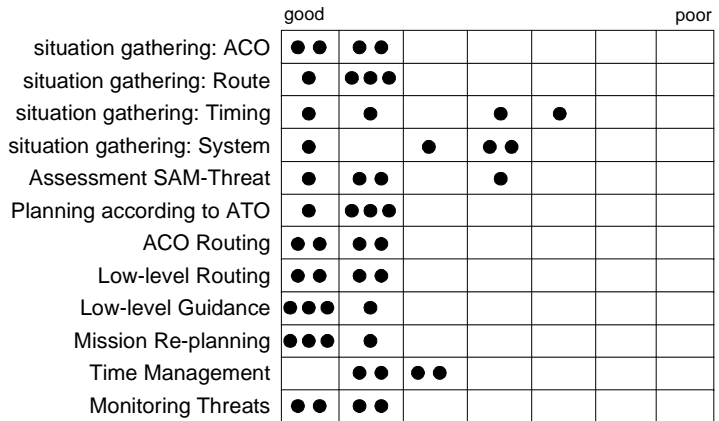 good poor
situation gathering: ACO
situation gathering: Route
situation gathering: Timing
situation gathering: System
Assessment SAM-Threat
Planning according to ATO
ACO Routing
Low-level Routing
Low-level Guidance
Mission Re-planning
Time Management
Monitoring Threats